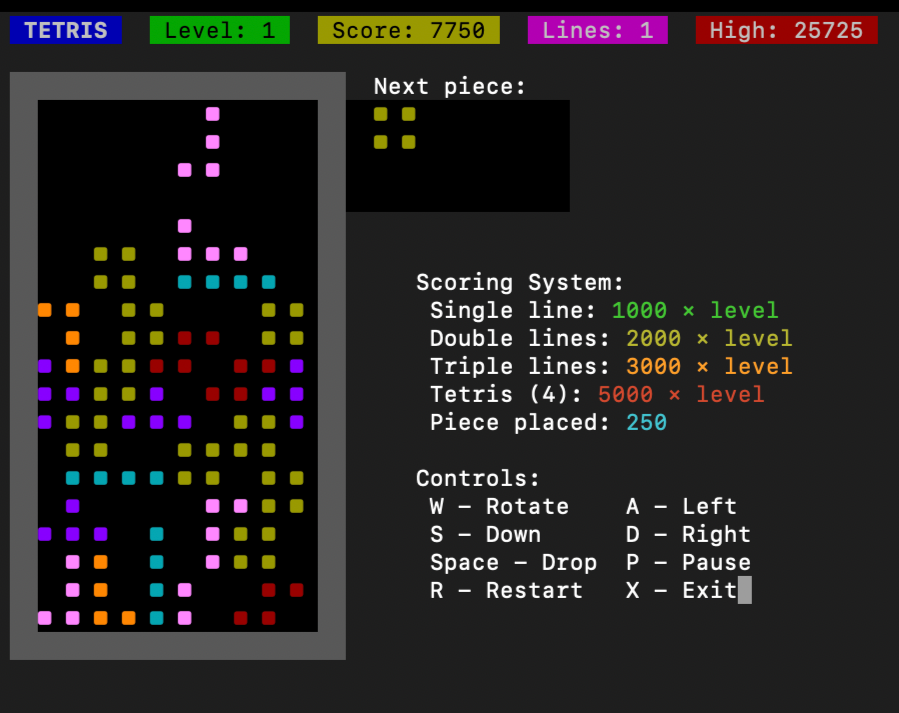 TETRIS Level: 1 Score: 7750 Lines: 1 High: 25725
Next piece:
Scoring System:
Single line: 1000 × level
Double lines: 2000 × level
Triple lines: 3000 × level
Tetris (4): 5000 × level
Piece placed: 250
Controls:
W – Rotate A – Left
S – Down D – Right
Space – Drop P – Pause
R – Restart X – Exit